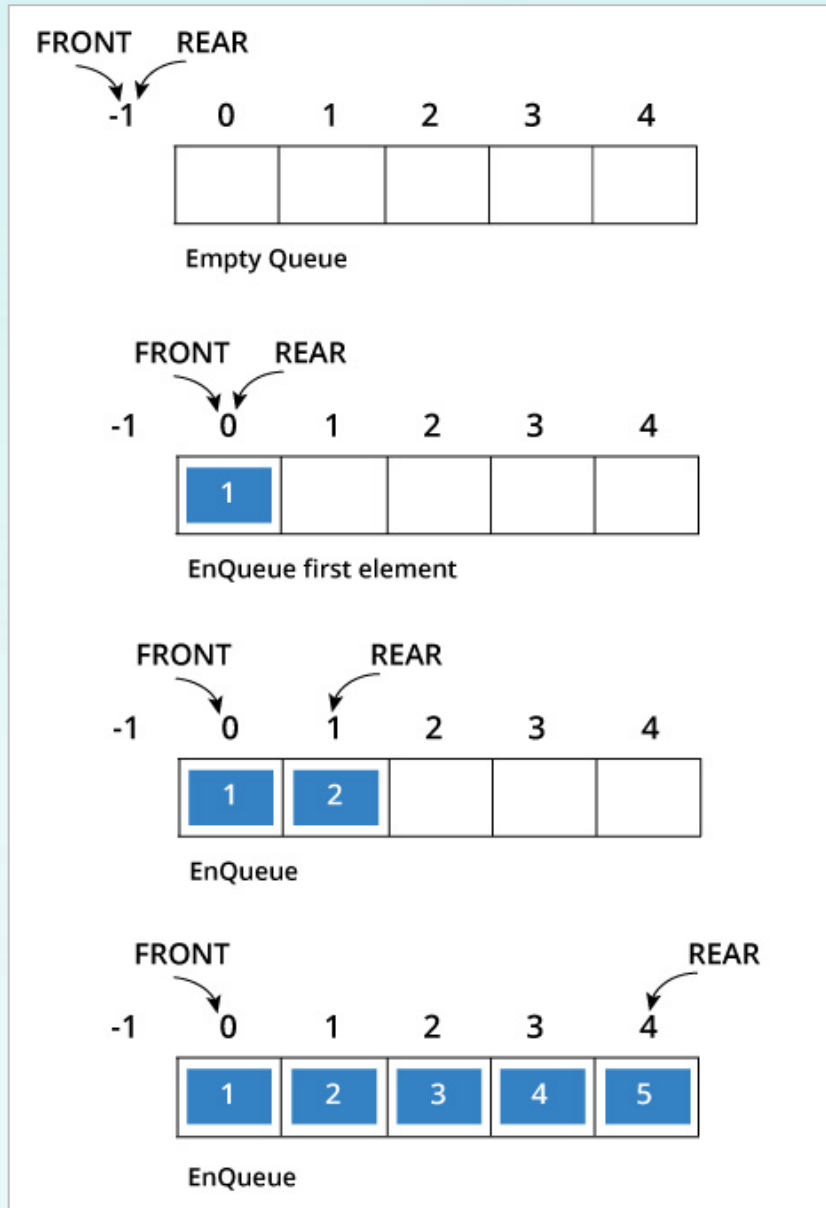 FRONT REAR
-1 0 1 2 3 4
Empty Queue
FRONT REAR
-1 0 1 2 3 4
1
EnQueue first element
FRONT REAR
-1 0 1 2 3 4
1 2
EnQueue
FRONT REAR
-1 0 1 2 3 4
1 2 3 4 5
EnQueue